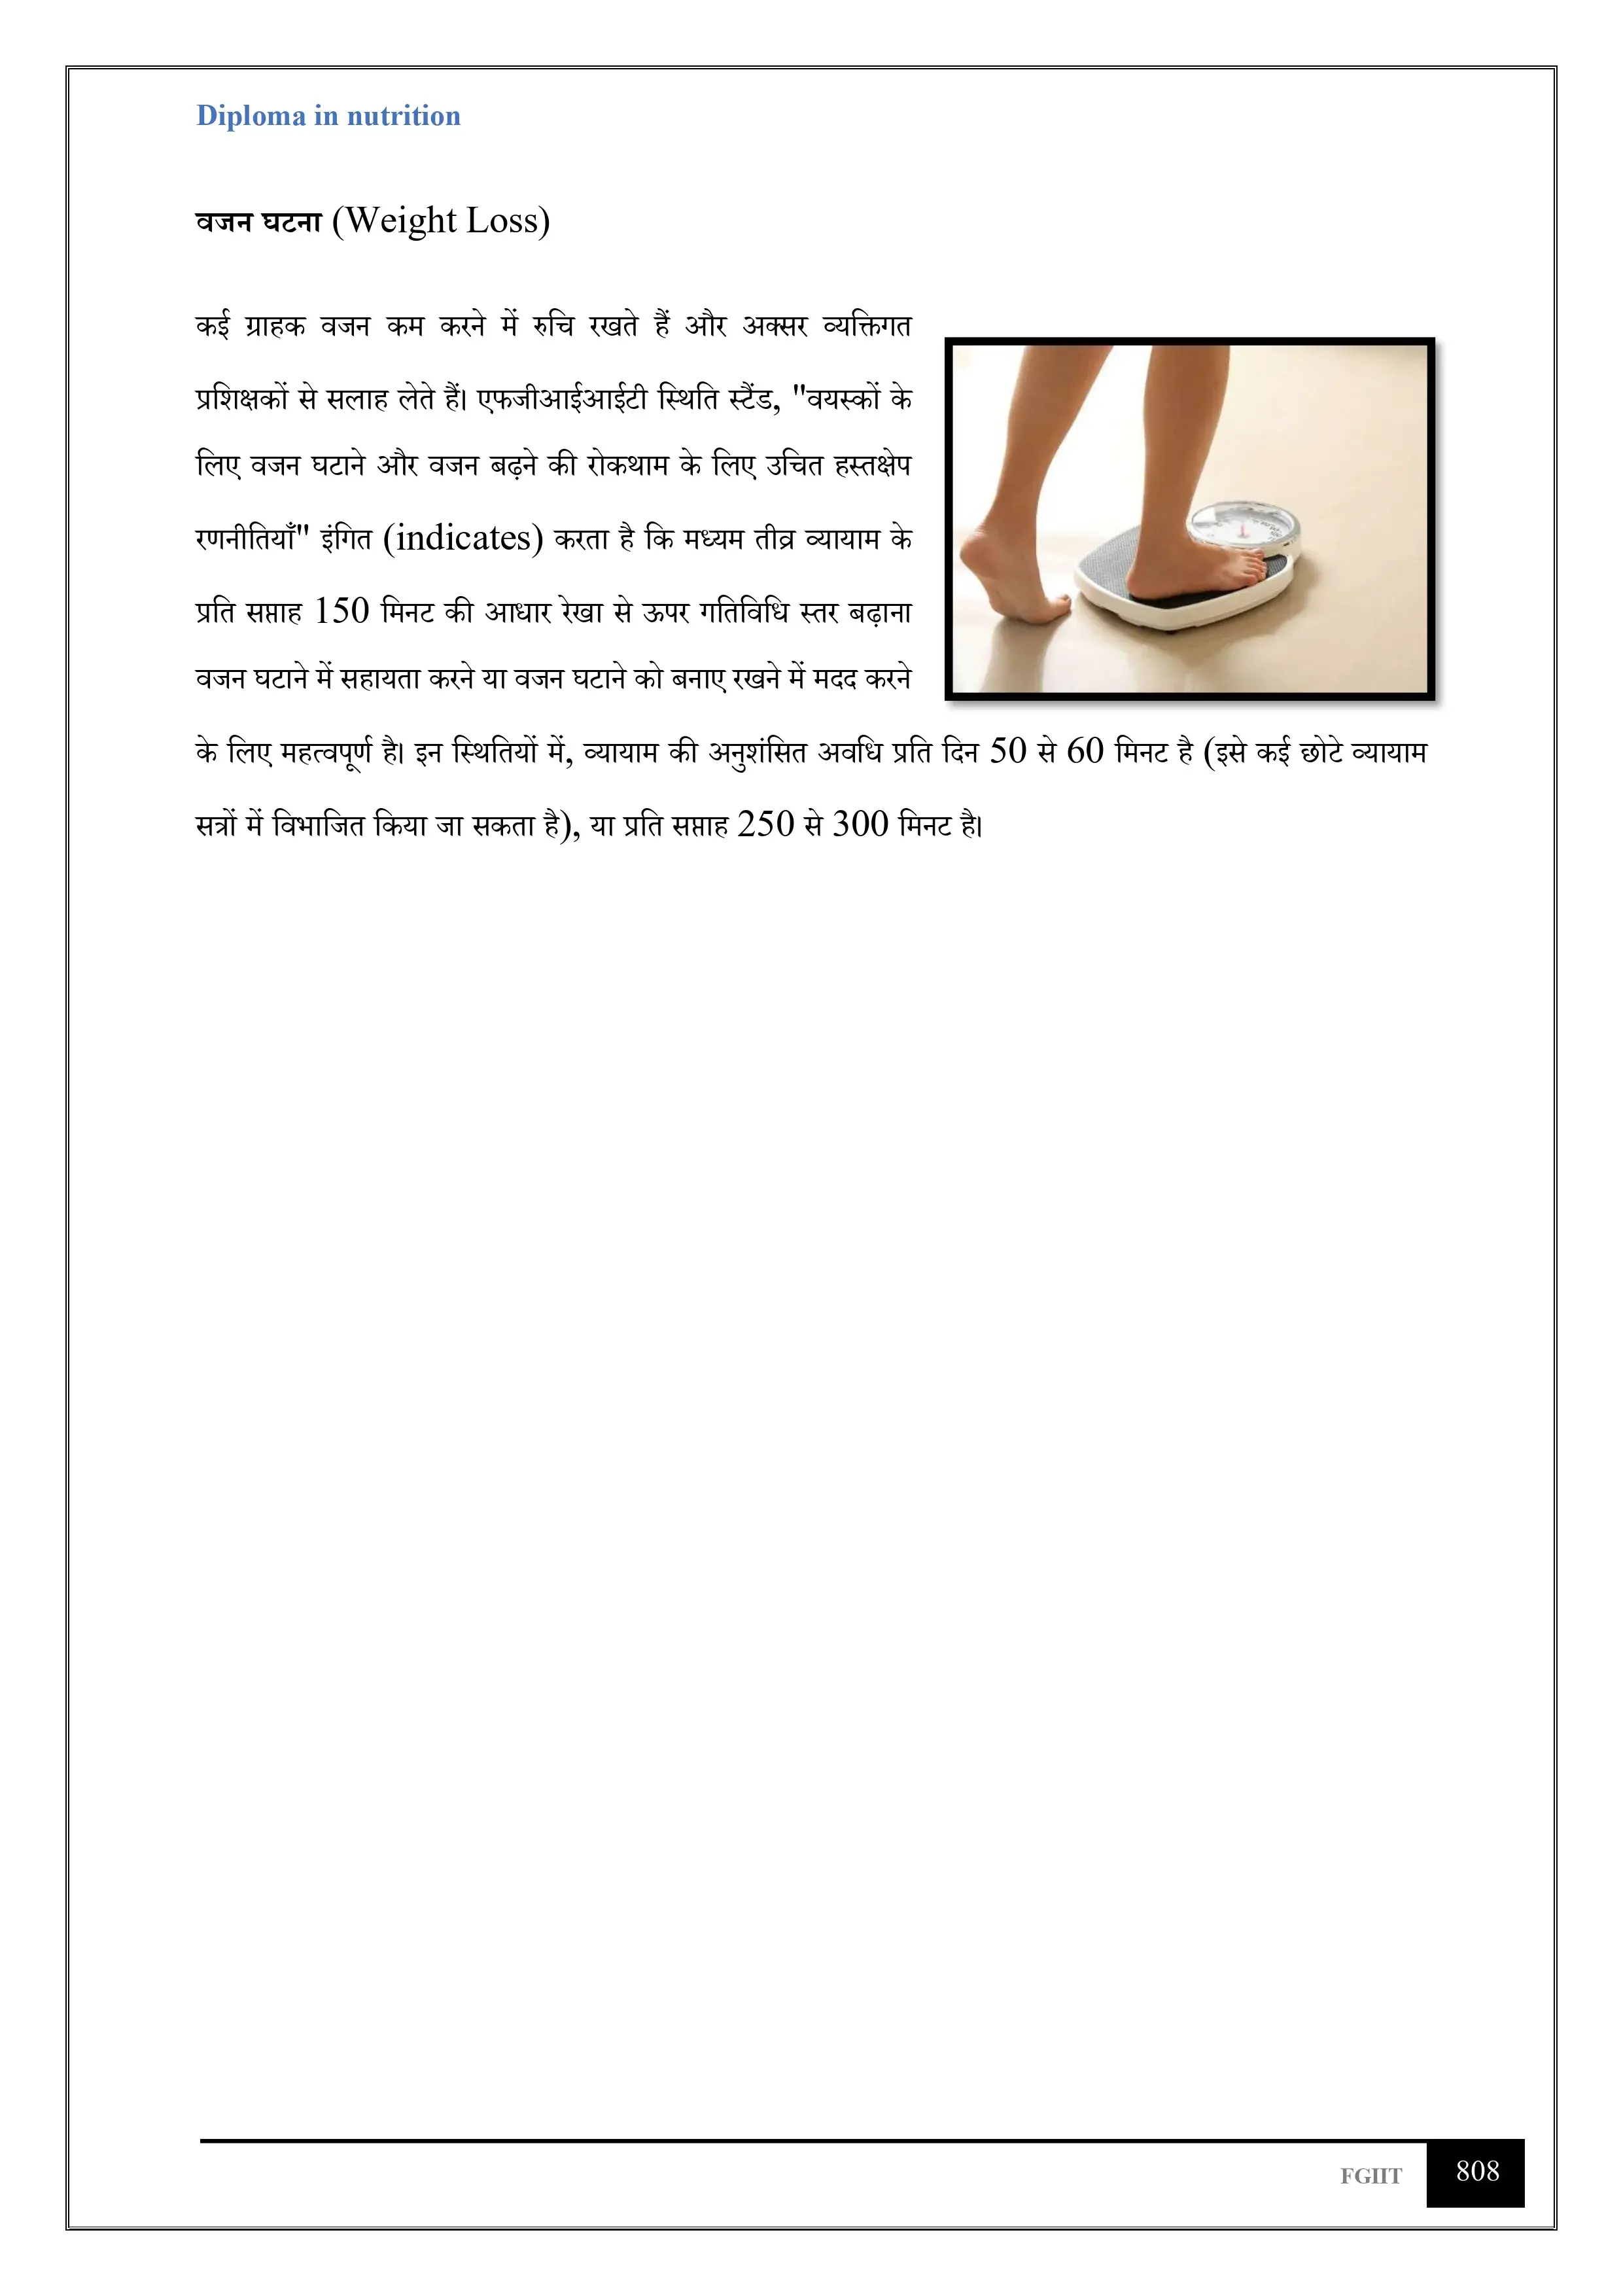 Diploma in nutrition
वजन घटना (Weight Loss)
कई ग्राहक वजन कम करने में रुचि रखते हैं और अक्सर व्यक्तिगत
प्रशिक्षकों से सलाह लेते हैं। एफजीआईआईटी स्थिति स्टैंड, "वयस्कों के
लिए वजन घटाने और वजन बढ़ने की रोकथाम के लिए उचित हस्तक्षेप
रणनीतियाँ" इंगित (indicates) करता है कि मध्यम तीव्र व्यायाम के
प्रति सप्ताह 150 मिनट की आधार रेखा से ऊपर गतिविधि स्तर बढ़ाना
वजन घटाने में सहायता करने या वजन घटाने को बनाए रखने में मदद करने
के लिए महत्वपूर्ण है। इन स्थितियों में, व्यायाम की अनुशंसित अवधि प्रति दिन 50 से 60 मिनट है (इसे कई छोटे व्यायाम
सत्रों में विभाजित किया जा सकता है), या प्रति सप्ताह 250 से 300 मिनट है।
FGIIT 808